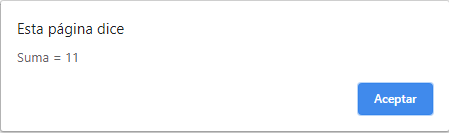 Esta página dice
Suma = 11
Aceptar